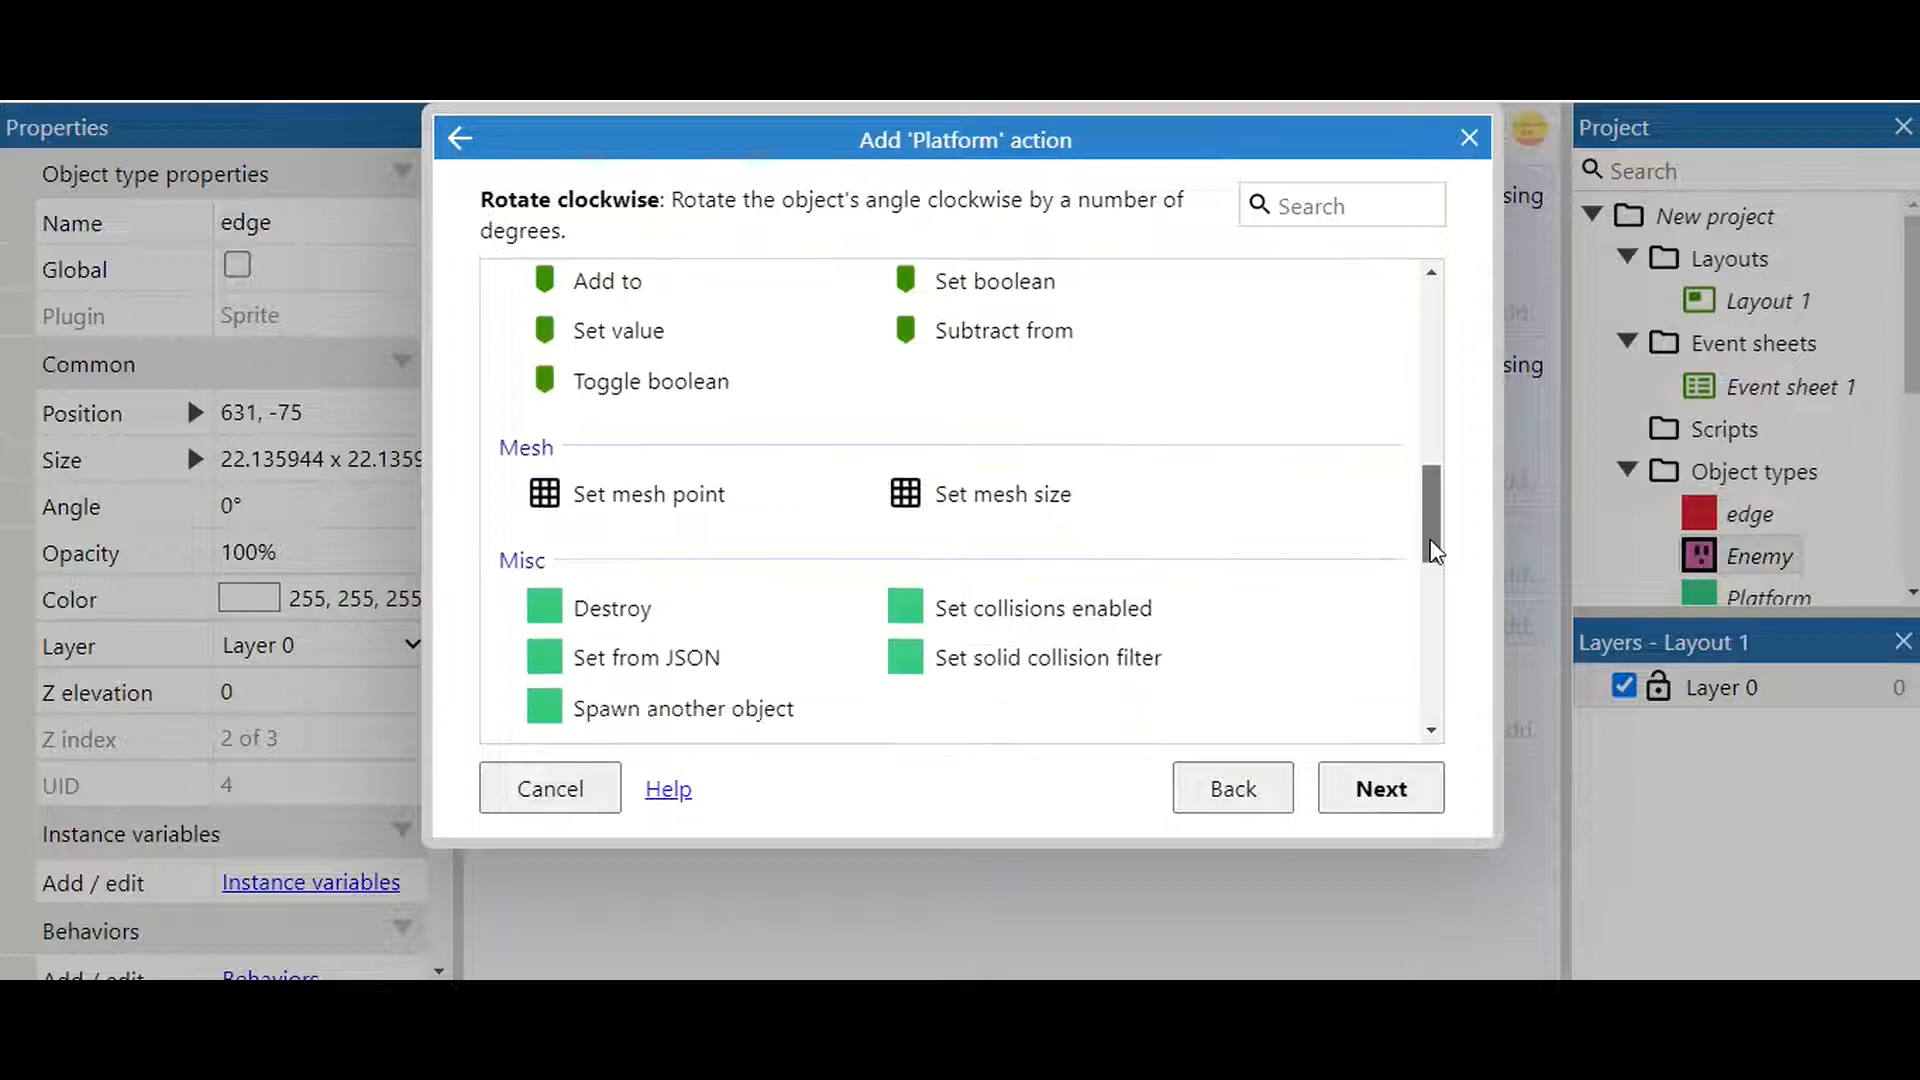 Properties
Object type properties
Name edge
Global
Plugin Sprite
Common
Position 631, -75
Size 22.135944 x 22.1359
Angle 0°
Opacity 100%
Color 255, 255, 255
Layer Layer 0
Z elevation 0
Z index 2 of 3
UID 4
Instance variables
Add / edit Instance variables
Behaviors
Add / edit Behaviors
Add 'Platform' action
Rotate clockwise: Rotate the object's angle clockwise by a number of
degrees.
Search
Add to Set boolean
Set value Subtract from
Toggle boolean
Mesh
Set mesh point Set mesh size
Misc
Destroy Set collisions enabled
Set from JSON Set solid collision filter
Spawn another object
Cancel Help Back Next
sing
sing
Project
Search
New project
Layouts
Layout 1
Event sheets
Event sheet 1
Scripts
Object types
edge
Enemy
Platform
Layers - Layout 1
Layer 0 0